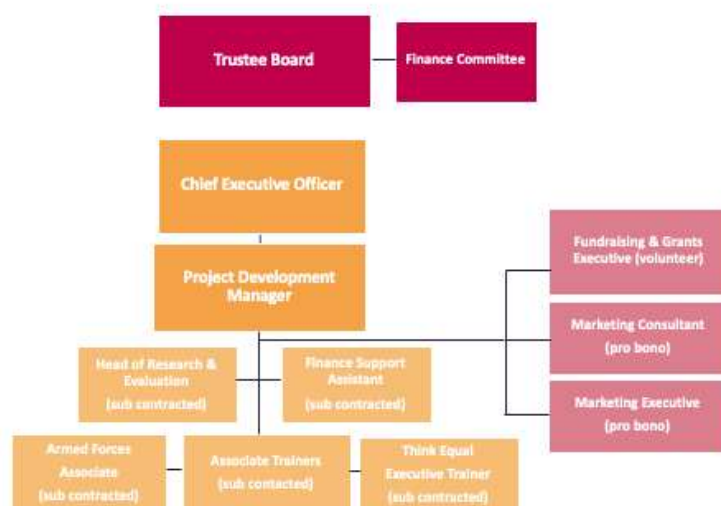 Trustee Board
Finance Committee
Chief Executive Officer
Project Development
Manager
Fundraising & Grants
Executive (volunteer)
Marketing Consultant
(pro bono)
Marketing Executive
(pro bono)
Head of Research &
Evaluation
(sub contracted)
Finance Support
Assistant
(sub contracted)
Armed Forces
Associate
(sub contracted)
Associate Trainers
(sub contacted)
Think Equal
Executive Trainer
(sub contracted)